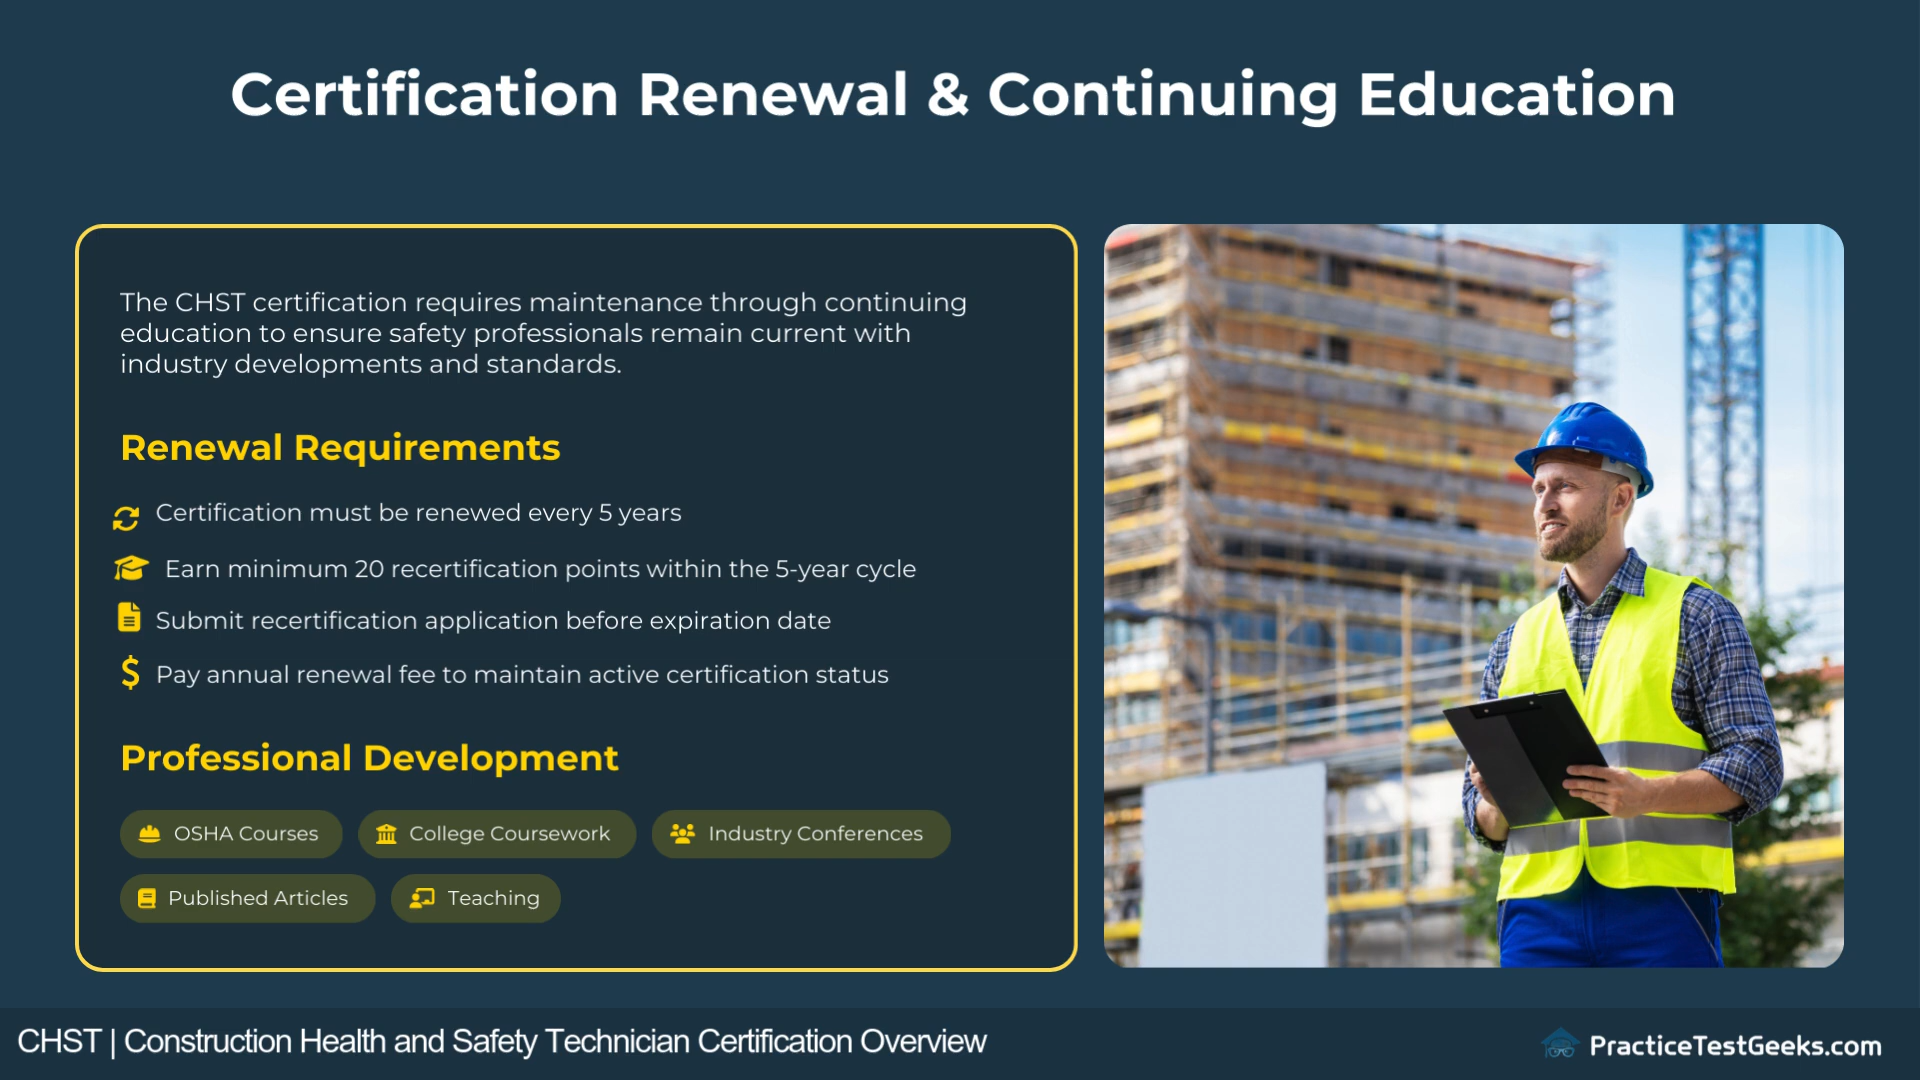 Certification Renewal & Continuing Education
The CHST certification requires maintenance through continuing
education to ensure safety professionals remain current with
industry developments and standards.
Renewal Requirements
Certification must be renewed every 5 years
Earn minimum 20 recertification points within the 5-year cycle
Submit recertification application before expiration date
$ Pay annual renewal fee to maintain active certification status
Professional Development
OSHA Courses
College Coursework
Industry Conferences
Published Articles
Teaching
CHST | Construction Health and Safety Technician Certification Overview
PracticeTestGeeks.com